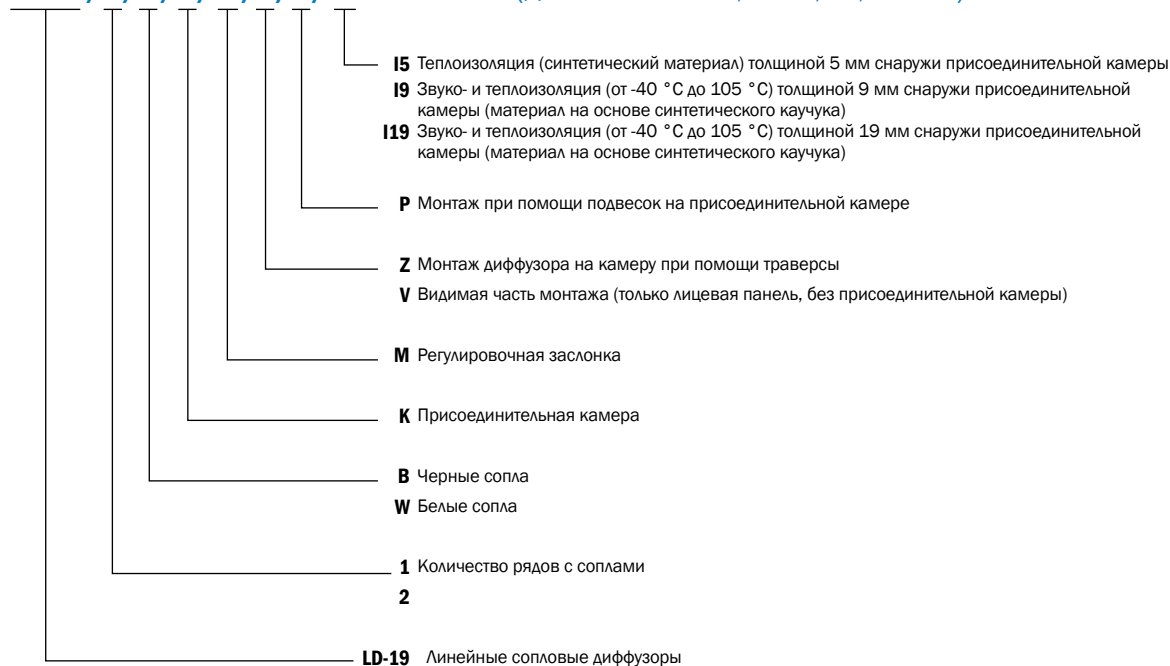 I5 Теплоизоляция (синтетический материал) толщиной 5 мм снаружи присоединительной камеры
I9 Звуко- и теплоизоляция (от -40 °C до 105 °C) толщиной 9 мм снаружи присоединительной
камеры (материал на основе синтетического каучука)
I19 Звуко- и теплоизоляция (от -40 °C до 105 °C) толщиной 19 мм снаружи присоединительной
камеры (материал на основе синтетического каучука)
P Монтаж при помощи подвесок на присоединительной камере
Z Монтаж диффузора на камеру при помощи траверсы
V Видимая часть монтажа (только лицевая панель, без присоединительной камеры)
M Регулировочная заслонка
K Присоединительная камера
B Черные сопла
W Белые сопла
1 Количество рядов с соплами
2
LD-19 Линейные сопловые диффузоры